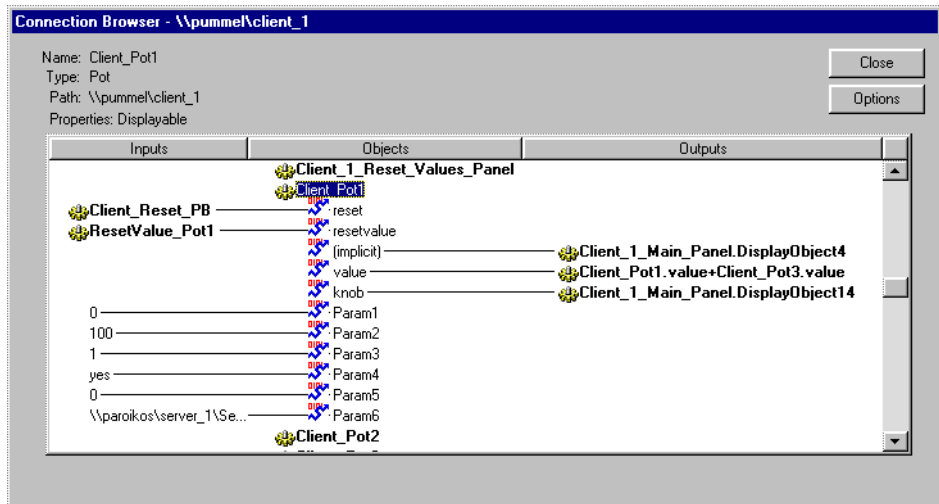 Connection Browser - \\pummel\client_1
Name: Client_Pot1
Close
Type: Pot
Path: \\pummel\client_1
Options
Properties: Displayable
Inputs Objects Outputs
Client_1_Reset_Values_Panel
Client_Pot1
Client_Reset_PB reset
ResetValue_Pot1 resetvalue
(implicit) Client_1_Main_Panel.DisplayObject4
value Client_Pot1.value+Client_Pot3.value
knob Client_1_Main_Panel.DisplayObject14
0 Param1
100 Param2
1 Param3
yes Param4
0 Param5
\\paroikos\server_1\Se... Param6
Client_Pot2